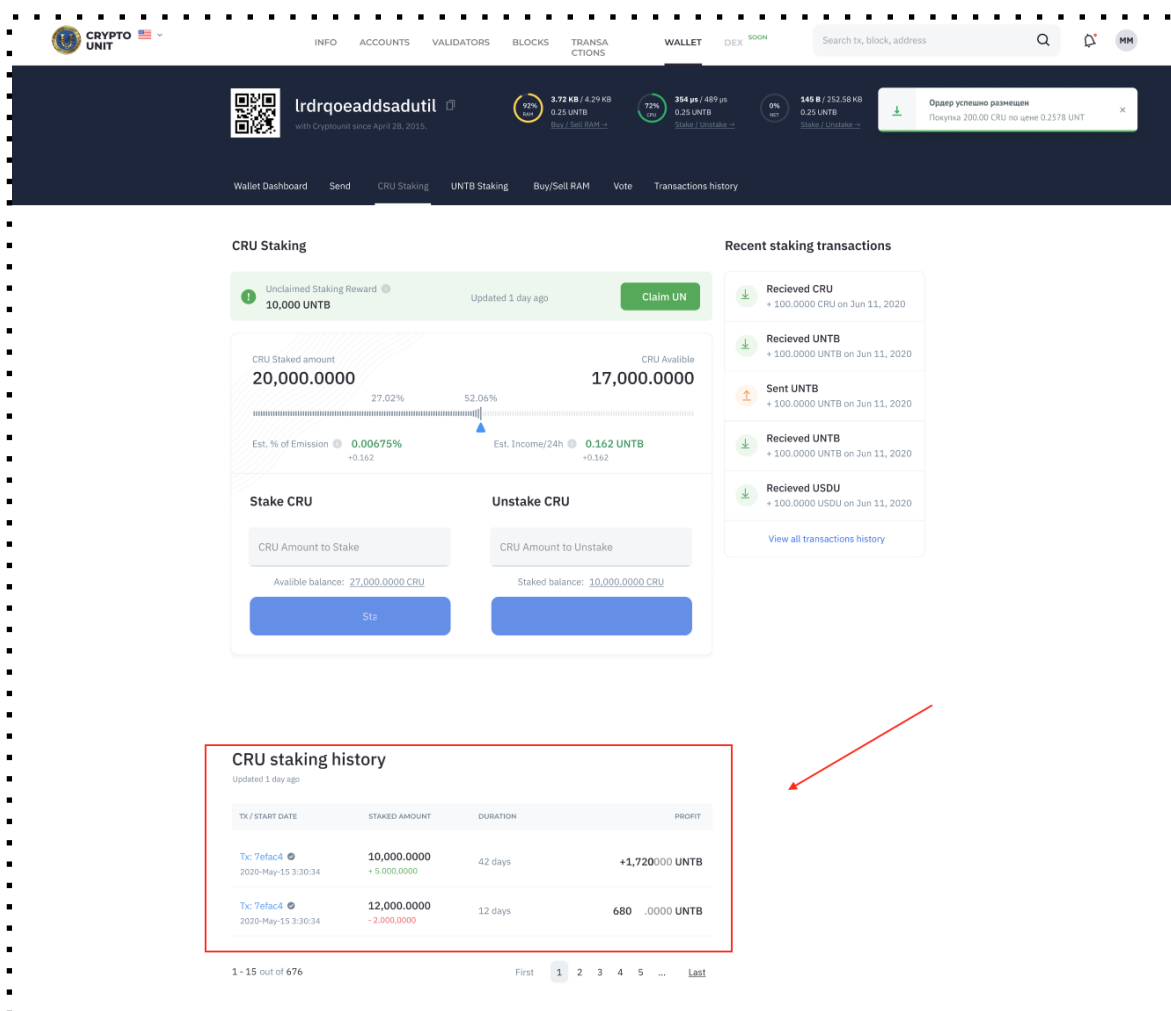 CRYPTO UNIT
INFO ACCOUNTS VALIDATORS BLOCKS TRANSA CTIONS WALLET DEX SOON
Search tx, block, address
MM
lrdrqoeaddsadutil
with Cryptounit since April 28, 2015.
92% RAM
3.72 KB / 4.29 KB
0.25 UNTB
Buy / Sell RAM →
72% CPU
354 µs / 489 µs
0.25 UNTB
Stake / Unstake →
0% NET
145 B / 252.58 KB
0.25 UNTB
Stake / Unstake →
Ордер успешно размещен ×
Покупка 200.00 CRU по цене 0.2578 UNT
Wallet Dashboard Send CRU Staking UNTB Staking Buy/Sell RAM Vote Transactions history
CRU Staking
Unclaimed Staking Reward
10,000 UNTB
Updated 1 day ago
Claim UN
CRU Staked amount CRU Avalible
20,000.0000 17,000.0000
27.02% 52.06%
Est. % of Emission 0.00675%
+0.162
Est. Income/24h 0.162 UNTB
+0.162
Stake CRU Unstake CRU
CRU Amount to Stake CRU Amount to Unstake
Avalible balance: 27,000.0000 CRU Staked balance: 10,000.0000 CRU
Sta
Recent staking transactions
Recieved CRU
+ 100.0000 CRU on Jun 11, 2020
Recieved UNTB
+ 100.0000 UNTB on Jun 11, 2020
Sent UNTB
+ 100.0000 UNTB on Jun 11, 2020
Recieved UNTB
+ 100.0000 UNTB on Jun 11, 2020
Recieved USDU
+ 100.0000 USDU on Jun 11, 2020
View all transactions history
CRU staking history
Updated 1 day ago
TX / START DATE STAKED AMOUNT DURATION PROFIT
Tx: 7efac4 10,000.0000 42 days +1,720000 UNTB
2020-May-15 3:30:34 + 5.000,0000
Tx: 7efac4 12,000.0000 12 days 680 .0000 UNTB
2020-May-15 3:30:34 - 2.000,0000
1 - 15 out of 676 First 1 2 3 4 5 ... Last